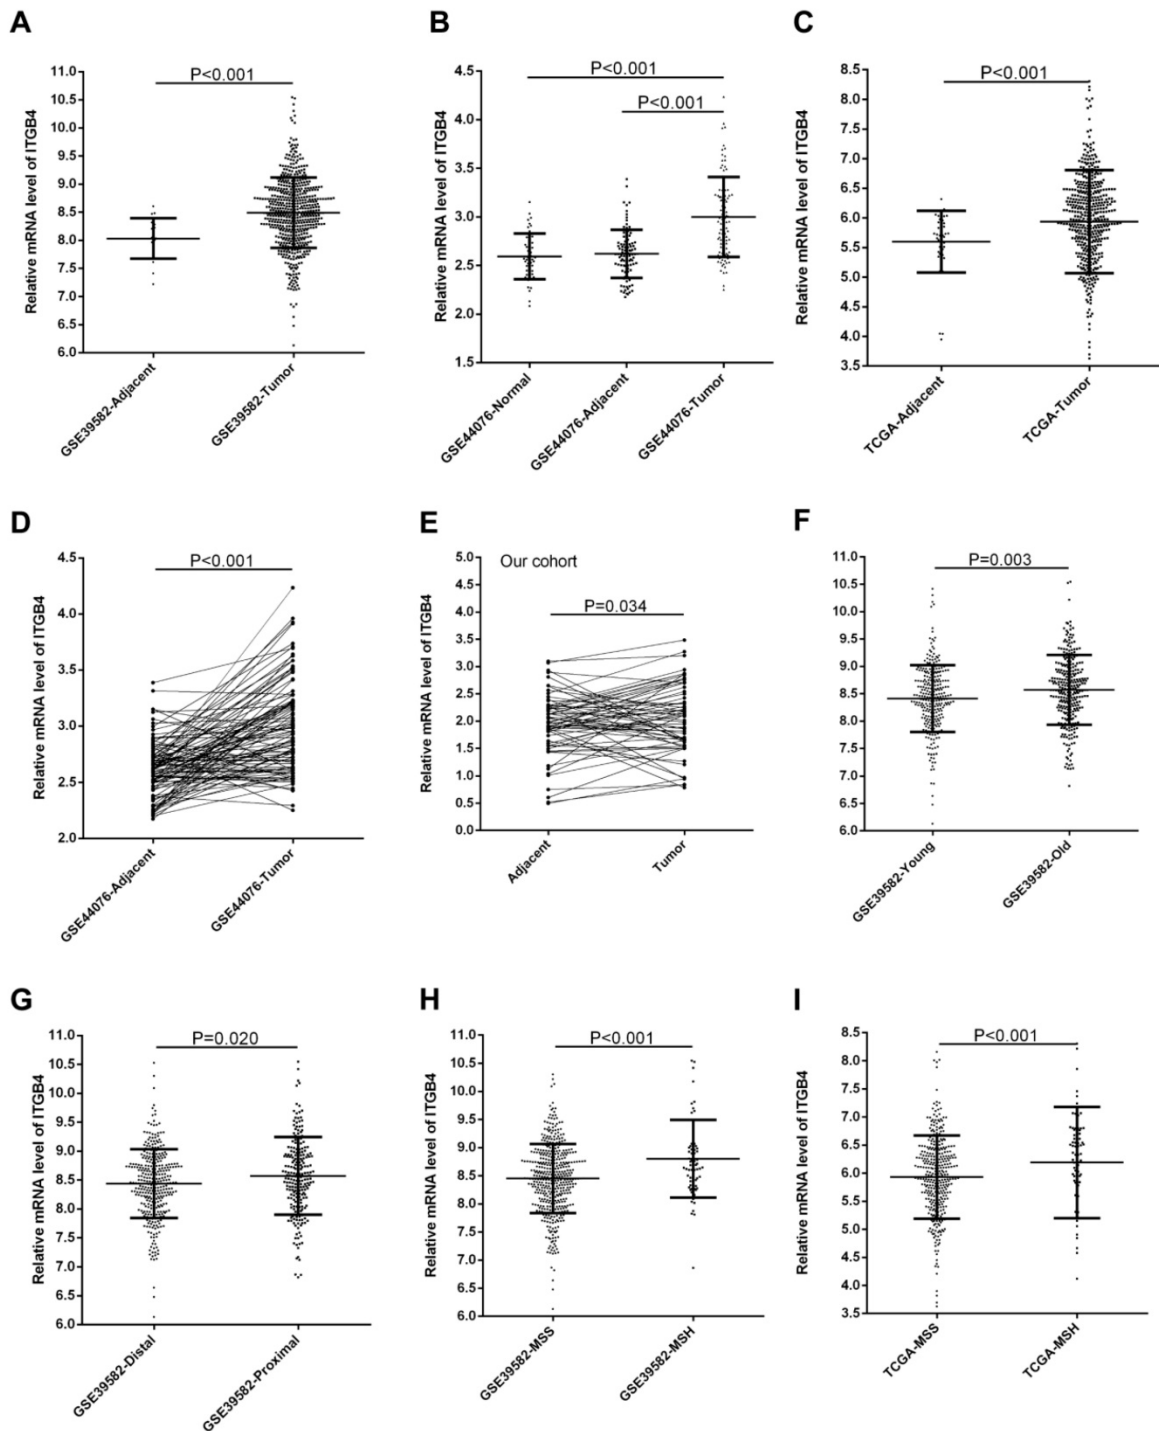 A
Relative mRNA level of ITGB4
P<0.001
11.0
10.5
10.0
9.5
9.0
8.5
8.0
7.5
7.0
6.5
6.0
GSE39582-Adjacent
GSE39582-Tumor
B
Relative mRNA level of ITGB4
P<0.001
P<0.001
4.5
4.0
3.5
3.0
2.5
2.0
1.5
GSE44076-Normal
GSE44076-Adjacent
GSE44076-Tumor
C
Relative mRNA level of ITGB4
P<0.001
8.5
8.0
7.5
7.0
6.5
6.0
5.5
5.0
4.5
4.0
3.5
TCGA-Adjacent
TCGA-Tumor
D
Relative mRNA level of ITGB4
P<0.001
4.5
4.0
3.5
3.0
2.5
2.0
GSE44076-Adjacent
GSE44076-Tumor
E
Relative mRNA level of ITGB4
Our cohort
P=0.034
5.0
4.5
4.0
3.5
3.0
2.5
2.0
1.5
1.0
0.5
0.0
Adjacent
Tumor
F
Relative mRNA level of ITGB4
P=0.003
11.0
10.5
10.0
9.5
9.0
8.5
8.0
7.5
7.0
6.5
6.0
GSE39582-Young
GSE39582-Old
G
Relative mRNA level of ITGB4
P=0.020
11.0
10.5
10.0
9.5
9.0
8.5
8.0
7.5
7.0
6.5
6.0
GSE39582-Distal
GSE39582-Proximal
H
Relative mRNA level of ITGB4
P<0.001
11.0
10.5
10.0
9.5
9.0
8.5
8.0
7.5
7.0
6.5
6.0
GSE39582-MSS
GSE39582-MSH
I
Relative mRNA level of ITGB4
P<0.001
8.5
8.0
7.5
7.0
6.5
6.0
5.5
5.0
4.5
4.0
3.5
TCGA-MSS
TCGA-MSH